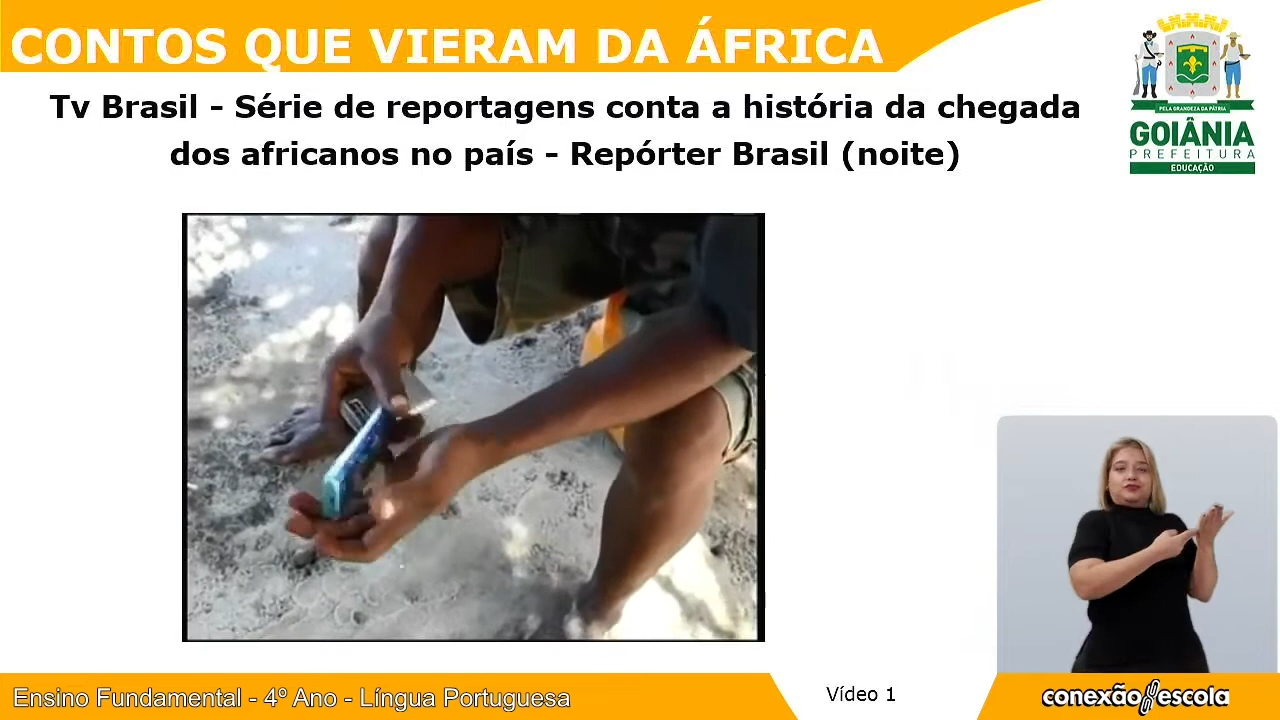 CONTOS QUE VIERAM DA ÁFRICA
Tv Brasil - Série de reportagens conta a história da chegada
dos africanos no país - Repórter Brasil (noite)
PELA GRANDEZA DA PÁTRIA
GOIÂNIA
PREFEITURA
EDUCAÇÃO
Ensino Fundamental - 4º Ano - Língua Portuguesa
Vídeo 1
conexão escola